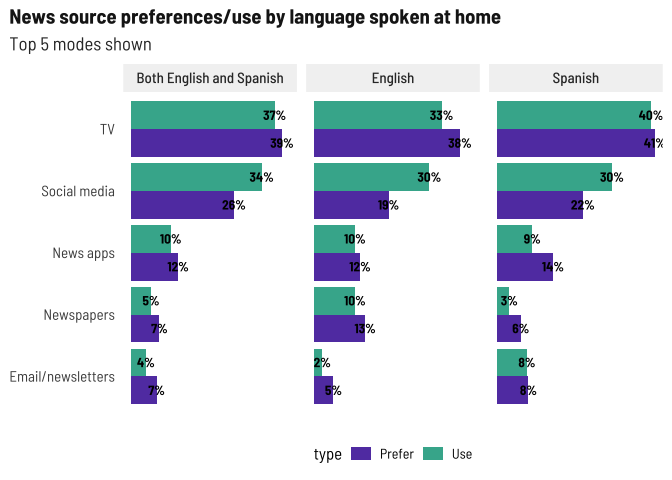 News source preferences/use by language spoken at home
Top 5 modes shown
Both English and Spanish English Spanish
TV 37% 33% 40%
39% 38% 41%
Social media 34% 30% 30%
26% 19% 22%
News apps 10% 10% 9%
12% 12% 14%
Newspapers 5% 10% 3%
7% 13% 6%
Email/newsletters 4% 2% 8%
7% 5% 8%
type Prefer Use